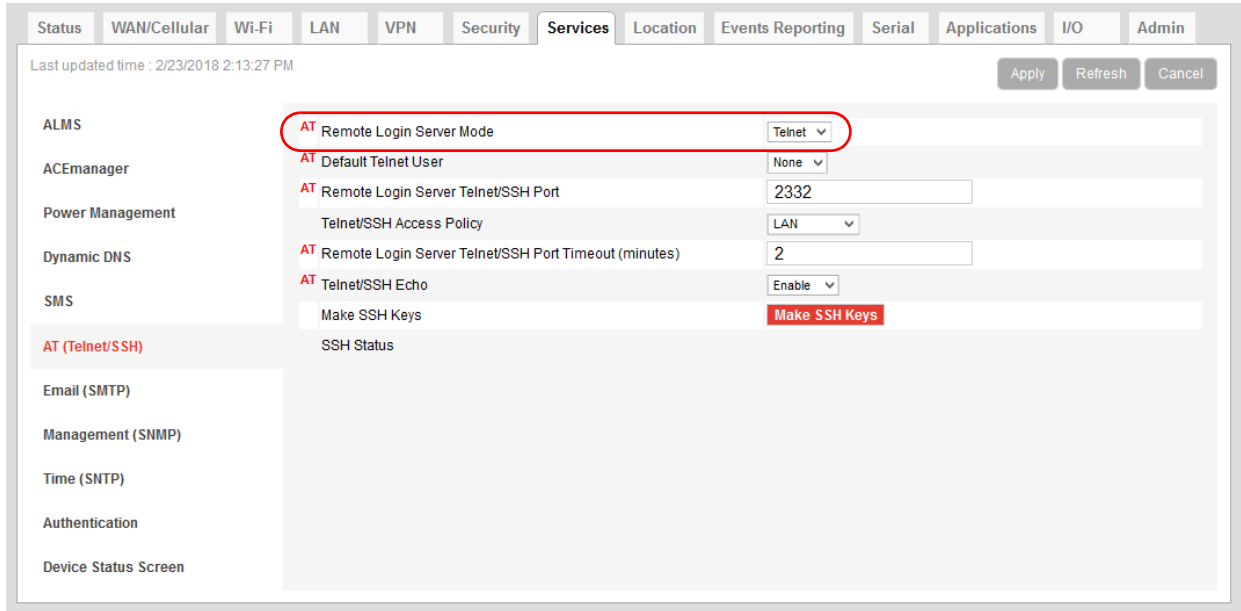 Status WAN/Cellular Wi-Fi LAN VPN Security Services Location Events Reporting Serial Applications I/O Admin
Last updated time : 2/23/2018 2:13:27 PM
Apply Refresh Cancel
ALMS
ACEmanager
Power Management
Dynamic DNS
SMS
AT (Telnet/SSH)
Email (SMTP)
Management (SNMP)
Time (SNTP)
Authentication
Device Status Screen
AT Remote Login Server Mode Telnet
AT Default Telnet User None
AT Remote Login Server Telnet/SSH Port 2332
Telnet/SSH Access Policy LAN
AT Remote Login Server Telnet/SSH Port Timeout (minutes) 2
AT Telnet/SSH Echo Enable
Make SSH Keys Make SSH Keys
SSH Status